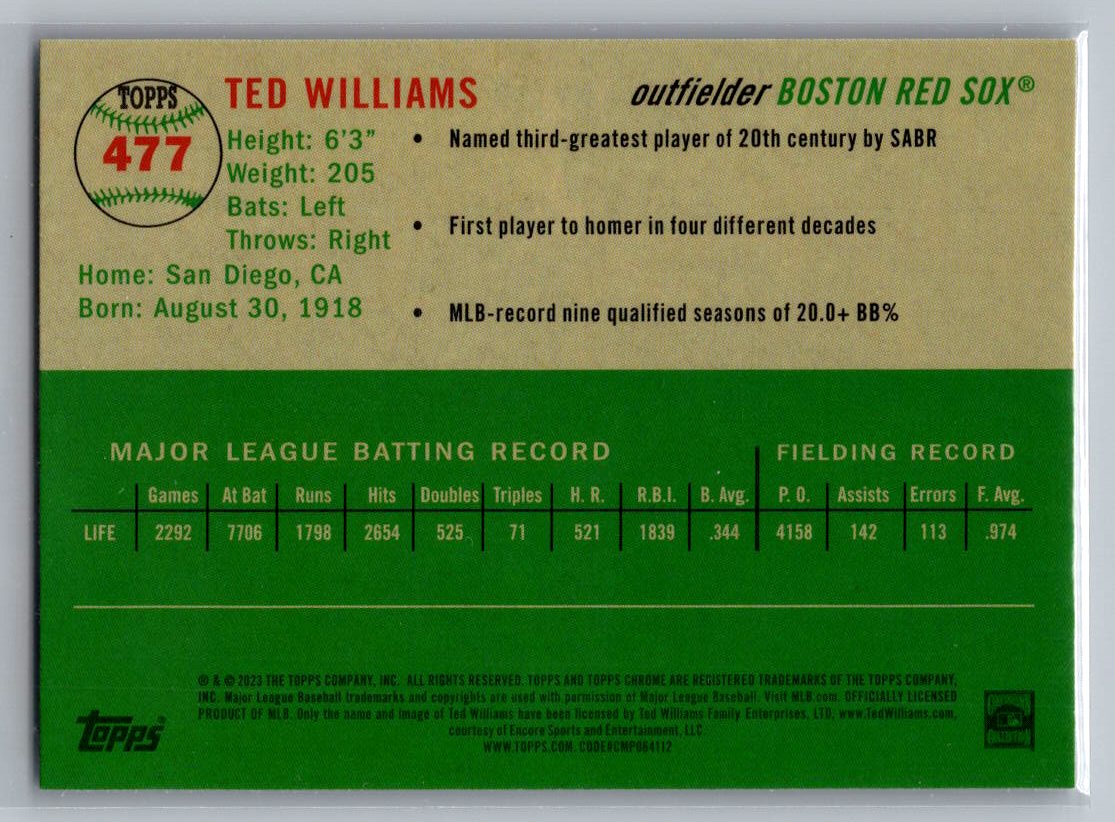 TOPPS
477
TED WILLIAMS
outfielder BOSTON RED SOX®
Height: 6'3"
Weight: 205
Bats: Left
Throws: Right
Home: San Diego, CA
Born: August 30, 1918
• Named third-greatest player of 20th century by SABR
• First player to homer in four different decades
• MLB-record nine qualified seasons of 20.0+ BB%
MAJOR LEAGUE BATTING RECORD FIELDING RECORD
Games At Bat Runs Hits Doubles Triples H. R. R.B.I. B. Avg. P. O. Assists Errors F. Avg.
LIFE 2292 7706 1798 2654 525 71 521 1839 .344 4158 142 113 .974
® & © 2023 THE TOPPS COMPANY, INC. ALL RIGHTS RESERVED. TOPPS AND TOPPS CHROME ARE REGISTERED TRADEMARKS OF THE TOPPS COMPANY,
INC. Major League Baseball trademarks and copyrights are used with permission of Major League Baseball. Visit MLB.com. OFFICIALLY LICENSED
PRODUCT OF MLB. Only the name and image of Ted Williams have been licensed by Ted Williams Family Enterprises, LTD. www.TedWilliams.com,
courtesy of Encore Sports and Entertainment, LLC
WWW.TOPPS.COM. CODE#CMP064112
topps®